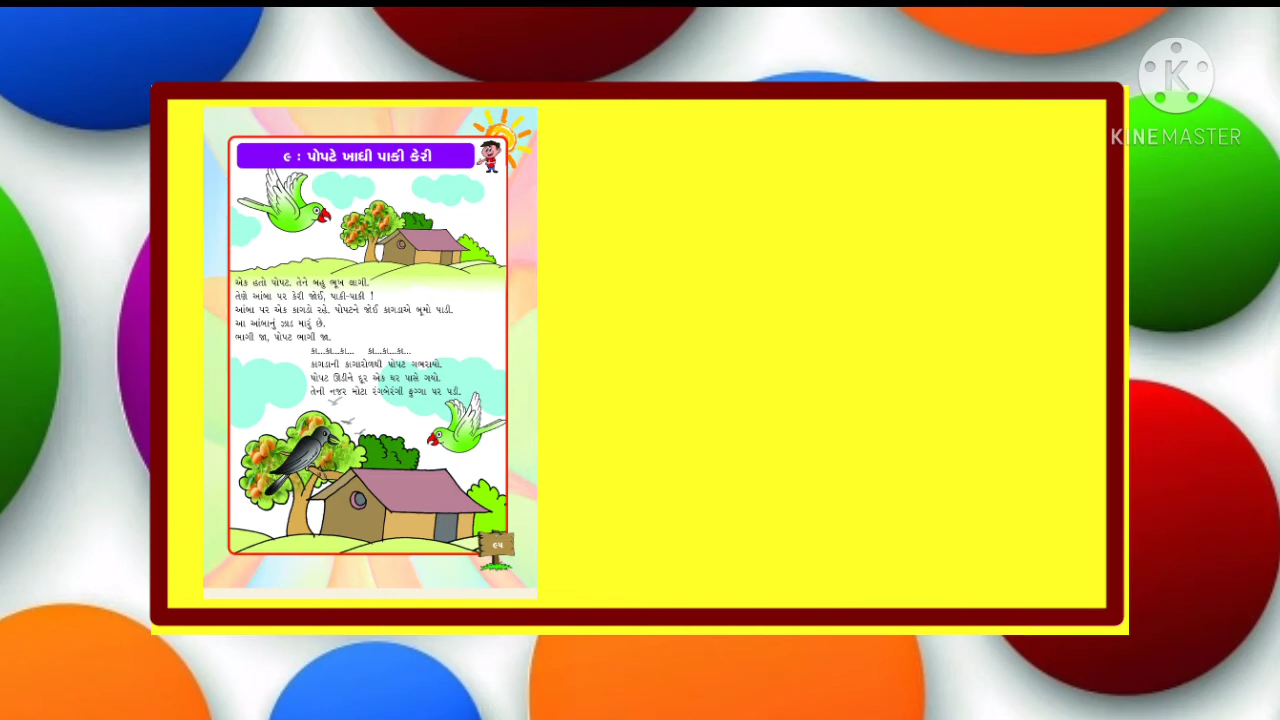 ૯ : પોપટે ખાધી પાકી કેરી
એક હતો પોપટ. તેને બહુ ભૂખ લાગી.
તેણે આંબા પર કેરી જોઈ, પાકી-પાકી !
આંબા પર એક કાગડો રહે. પોપટને જોઈ કાગડાએ બૂમો પાડી.
આ આંબાનું ઝાડ મારું છે.
ભાગી જા, પોપટ ભાગી જા.
કા...કા...કા... કા...કા...કા...
કાગડાની કાગારોળથી પોપટ ગભરાયો.
પોપટ ઊડીને દૂર એક ઘર પાસે ગયો.
તેની નજર મોટા રંગબેરંગી ફુગ્ગા પર પડી.
૯૫
K
KINEMASTER